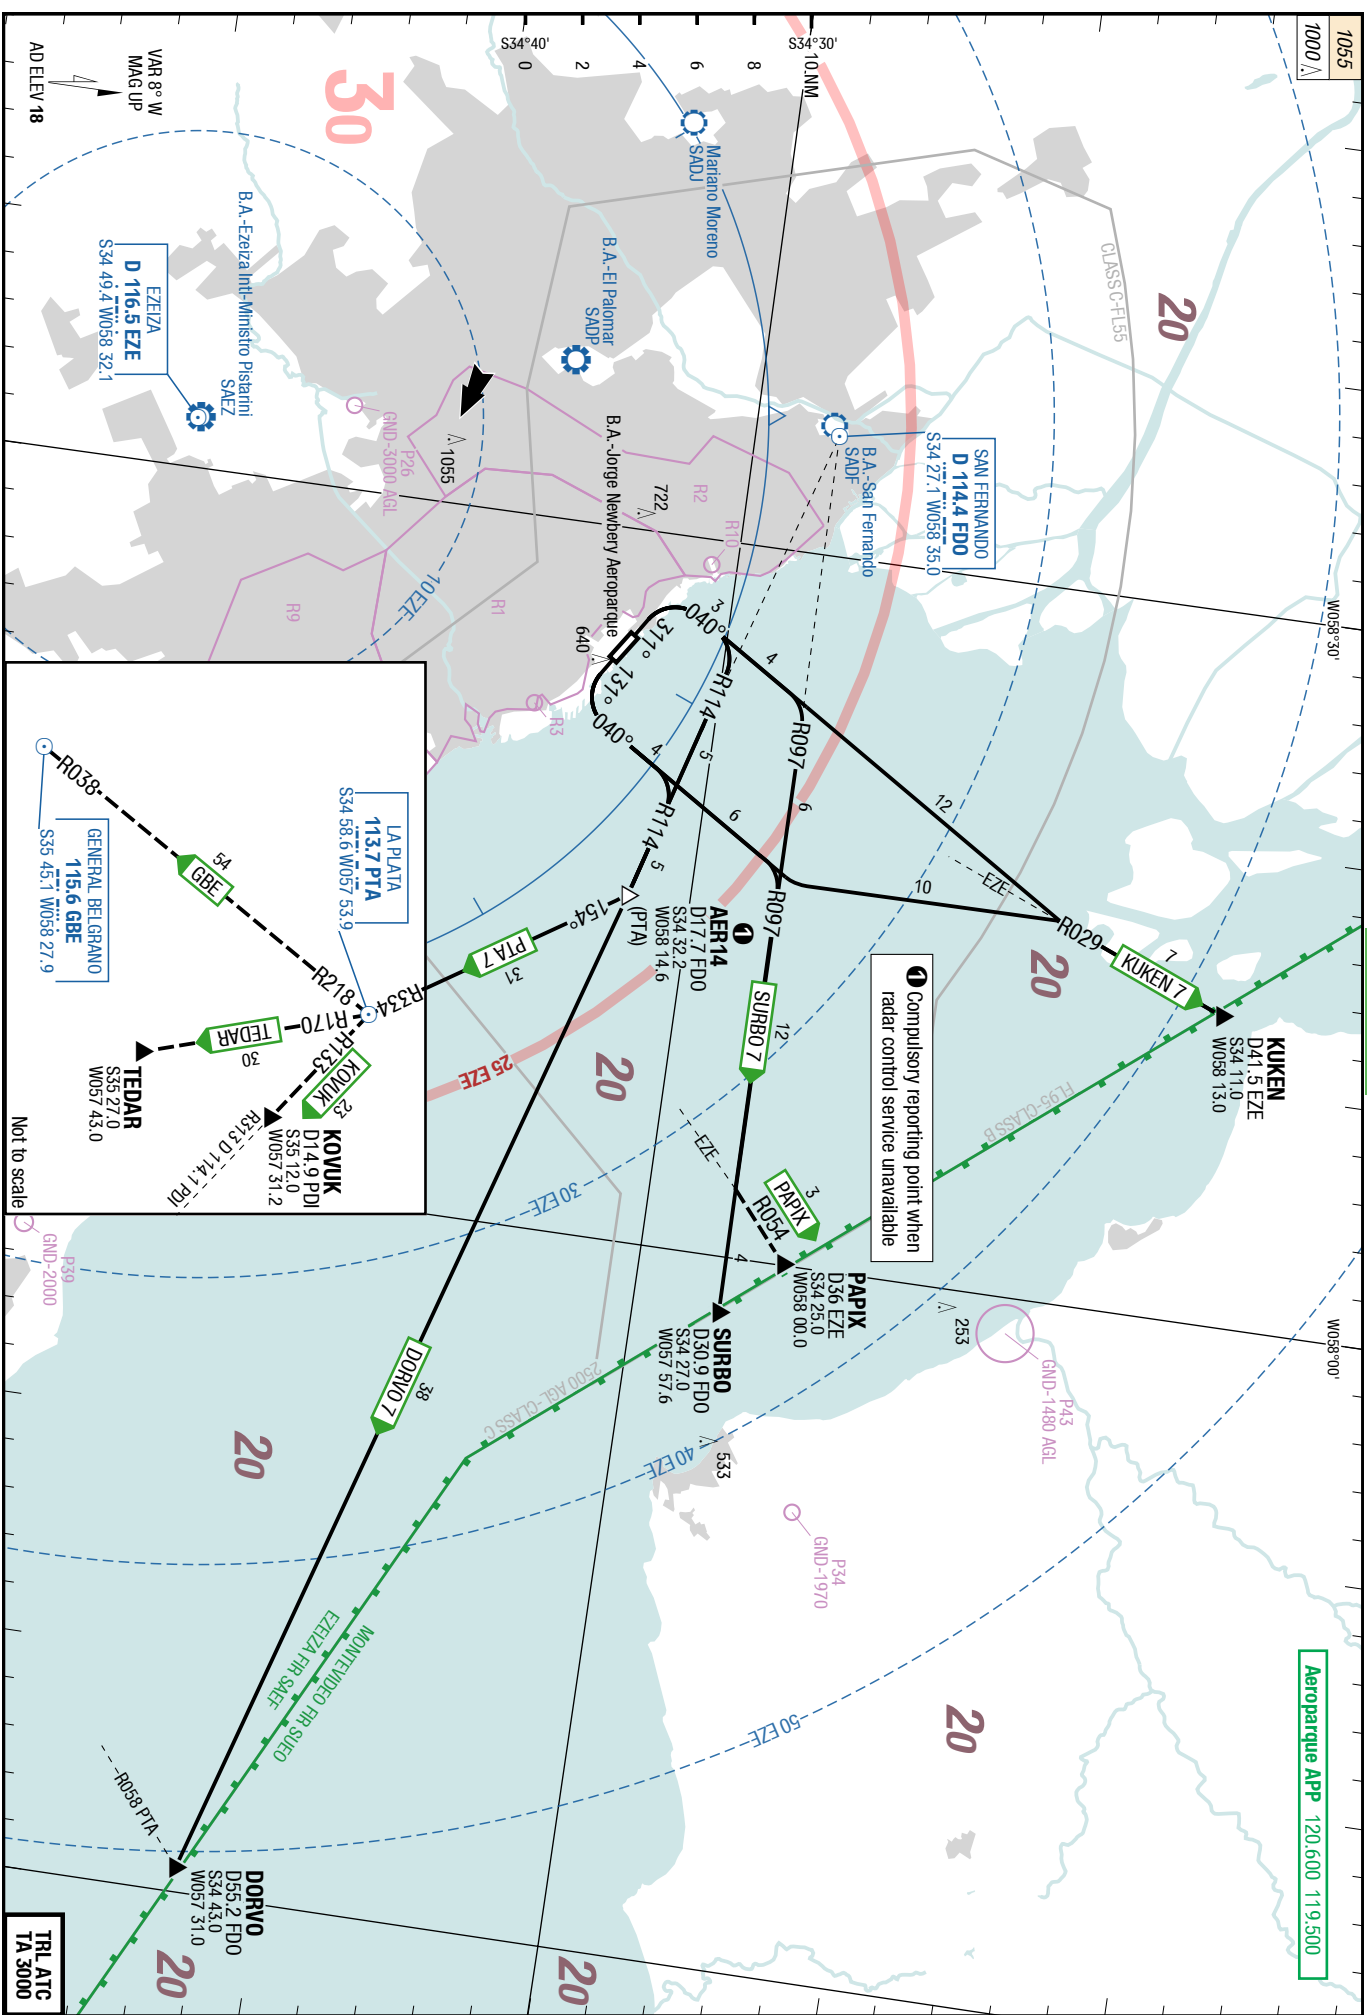 1055
1000
Aeroparque APP 120.600 119.500
W058°30'
W058°00'
KUKEN
D41.5 EZE
S34 11.0
W058 13.0
20
P43
GND-1480 AGL
CLASS C-FL55
7
KUKEN 7
R029
EZE
20
FL95-CLASS B
253
20
SAN FERNANDO
D 114.4 FDO
S34 27.1 W058 35.0
1 Compulsory reporting point when
radar control service unavailable
12
10
B.A.-San Fernando
SADF
PAPIX
D36 EZE
S34 25.0
W058 00.0
P34
GND-1970
S34°30'
10 NM
8
6
4
2
0
S34°40'
Mariano Moreno
SADJ
4
R097
6
R097
SURBO 7
12
PAPIX
3
R054
EZE
4
SURBO
D30.9 FDO
S34 27.0
W057 57.6
533
50 EZE
R10
R2
722
3
040°
R114
5
6
1
AER14
D17.7 FDO
S34 32.2
W058 14.6
20
40 EZE
B.A.-El Palomar
SADP
B.A.-Jorge Newbery Aeroparque
311°
131°
640
040°
4
R114
5
(PTA)
2500 AGL-CLASS C
20
R3
154°
PTA 7
31
25 EZE
30 EZE
R1
1055
10 EZE
P26
GND-3000 AGL
30
R9
38
DORVO 7
MONTEVIDEO FIR SUEO
EZEIZA FIR SAEF
20
LA PLATA
113.7 PTA
S34 58.6 W057 53.9
R334
R133
KOVUK
23
KOVUK
D14.9 PDI
S35 12.0
W057 31.2
R313 D114.1 PDI
R218
R170
TEDAR
30
TEDAR
S35 27.0
W057 43.0
54
GBE
R038
GENERAL BELGRANO
115.6 GBE
S35 45.1 W058 27.9
Not to scale
B.A.-Ezeiza Intl-Ministro Pistarini
SAEZ
EZEIZA
D 116.5 EZE
S34 49.4 W058 32.1
VAR 8° W
MAG UP
AD ELEV 18
P39
GND-2000
R058 PTA
DORVO
D55.2 FDO
S34 43.0
W057 31.0
20
TRL ATC
TA 3000